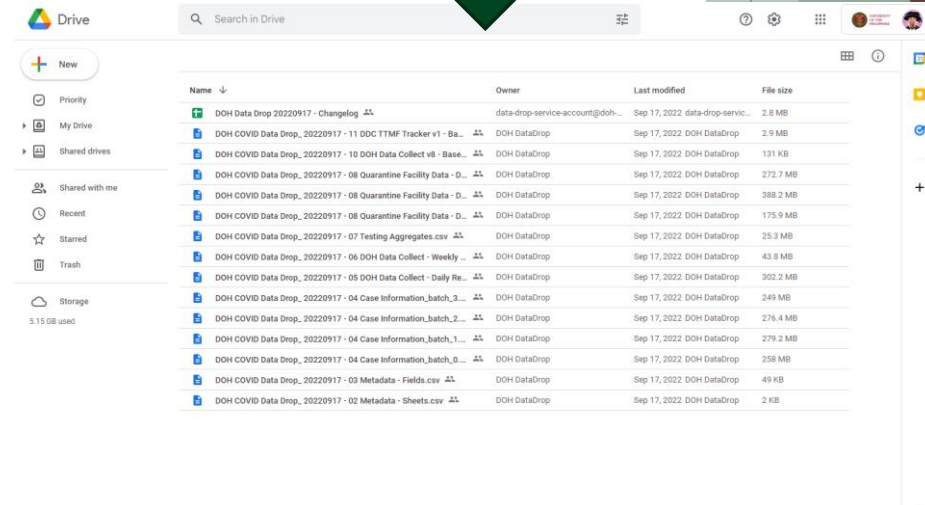 Drive
Search in Drive
UNIVERSITY OF THE PHILIPPINES
New
Priority
My Drive
Shared drives
Shared with me
Recent
Starred
Trash
Storage
5.15 GB used
Name Owner Last modified File size
DOH Data Drop 20220917 - Changelog data-drop-service-account@doh-... Sep 17, 2022 data-drop-servic... 2.8 MB
DOH COVID Data Drop_ 20220917 - 11 DDC TTMF Tracker v1 - Ba... DOH DataDrop Sep 17, 2022 DOH DataDrop 2.9 MB
DOH COVID Data Drop_ 20220917 - 10 DOH Data Collect v8 - Base... DOH DataDrop Sep 17, 2022 DOH DataDrop 131 KB
DOH COVID Data Drop_ 20220917 - 08 Quarantine Facility Data - D... DOH DataDrop Sep 17, 2022 DOH DataDrop 272.7 MB
DOH COVID Data Drop_ 20220917 - 08 Quarantine Facility Data - D... DOH DataDrop Sep 17, 2022 DOH DataDrop 388.2 MB
DOH COVID Data Drop_ 20220917 - 08 Quarantine Facility Data - D... DOH DataDrop Sep 17, 2022 DOH DataDrop 175.9 MB
DOH COVID Data Drop_ 20220917 - 07 Testing Aggregates.csv DOH DataDrop Sep 17, 2022 DOH DataDrop 25.3 MB
DOH COVID Data Drop_ 20220917 - 06 DOH Data Collect - Weekly ... DOH DataDrop Sep 17, 2022 DOH DataDrop 43.8 MB
DOH COVID Data Drop_ 20220917 - 05 DOH Data Collect - Daily Re... DOH DataDrop Sep 17, 2022 DOH DataDrop 302.2 MB
DOH COVID Data Drop_ 20220917 - 04 Case Information_batch_3.... DOH DataDrop Sep 17, 2022 DOH DataDrop 249 MB
DOH COVID Data Drop_ 20220917 - 04 Case Information_batch_2.... DOH DataDrop Sep 17, 2022 DOH DataDrop 276.4 MB
DOH COVID Data Drop_ 20220917 - 04 Case Information_batch_1.... DOH DataDrop Sep 17, 2022 DOH DataDrop 279.2 MB
DOH COVID Data Drop_ 20220917 - 04 Case Information_batch_0.... DOH DataDrop Sep 17, 2022 DOH DataDrop 258 MB
DOH COVID Data Drop_ 20220917 - 03 Metadata - Fields.csv DOH DataDrop Sep 17, 2022 DOH DataDrop 49 KB
DOH COVID Data Drop_ 20220917 - 02 Metadata - Sheets.csv DOH DataDrop Sep 17, 2022 DOH DataDrop 2 KB